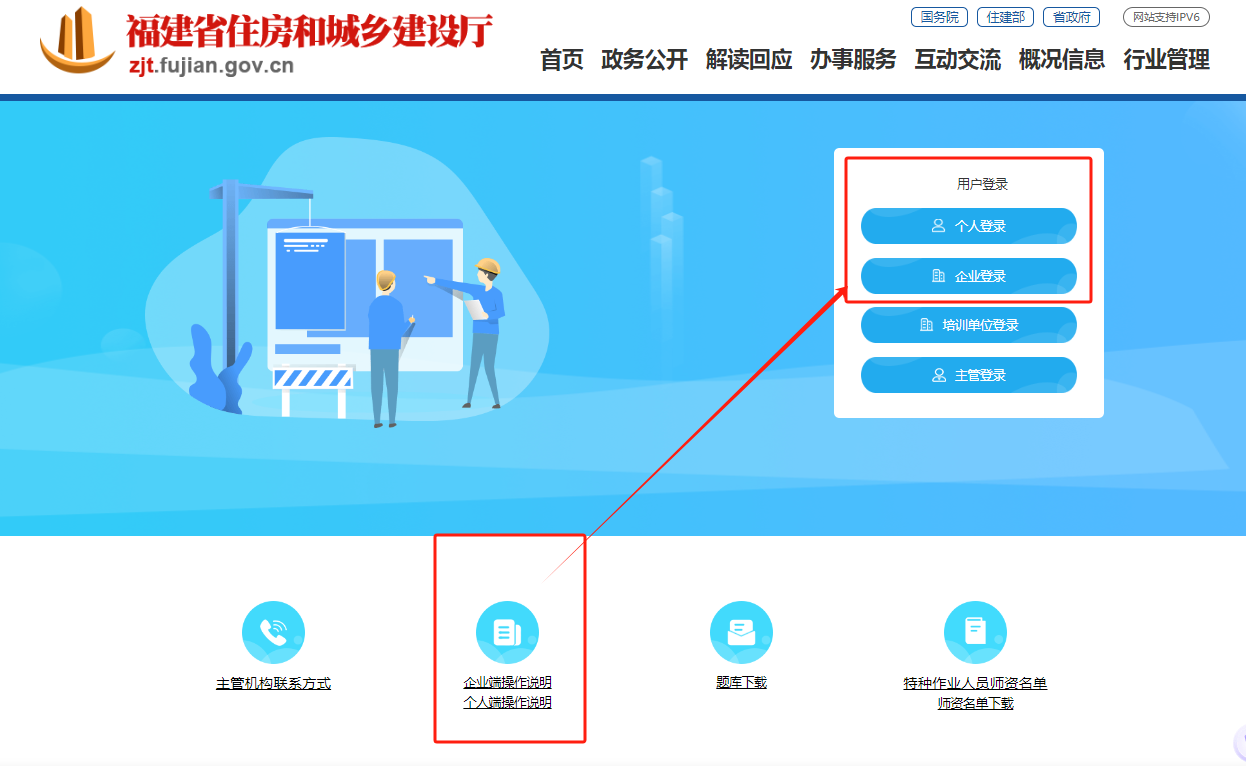 福建省住房和城乡建设厅
zjt.fujian.gov.cn
国务院 住建部 省政府 网站支持IPV6
首页 政务公开 解读回应 办事服务 互动交流 概况信息 行业管理
用户登录
个人登录
企业登录
培训单位登录
主管登录
主管机构联系方式
企业端操作说明
个人端操作说明
题库下载
特种作业人员师资名单
师资名单下载